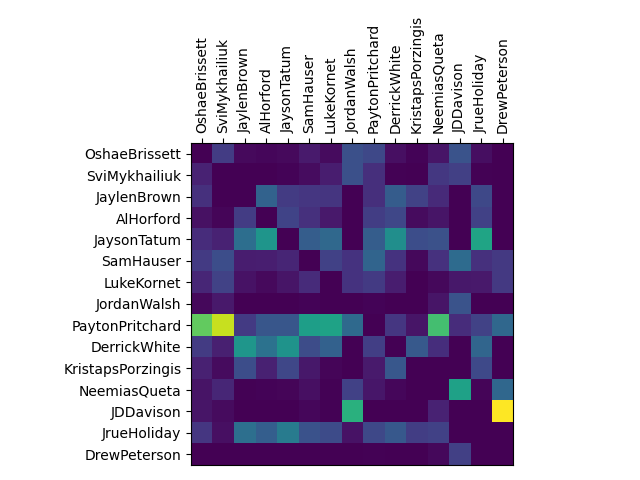 OshaeBrissett
SviMykhailiuk
JaylenBrown
AlHorford
JaysonTatum
SamHauser
LukeKornet
JordanWalsh
PaytonPritchard
DerrickWhite
KristapsPorzingis
NeemiasQueta
JDDavison
JrueHoliday
DrewPeterson
OshaeBrissett
SviMykhailiuk
JaylenBrown
AlHorford
JaysonTatum
SamHauser
LukeKornet
JordanWalsh
PaytonPritchard
DerrickWhite
KristapsPorzingis
NeemiasQueta
JDDavison
JrueHoliday
DrewPeterson